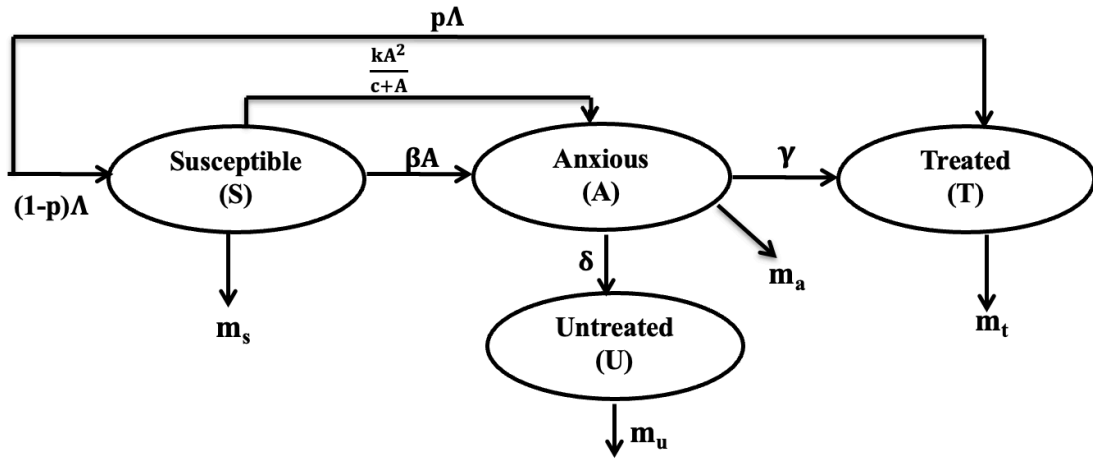 pΛ
kA²
c+A
Susceptible
(S)
βA
Anxious
(A)
γ
Treated
(T)
(1-p)Λ
δ
mₐ
mₛ
mₜ
Untreated
(U)
mᵤ